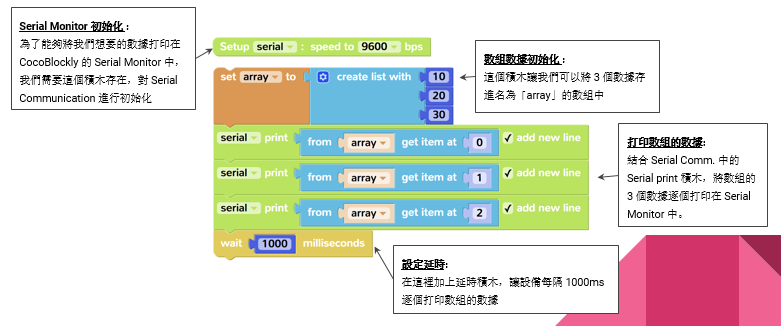 Serial Monitor 初始化 :
為了能夠將我們想要的數據打印在
CocoBlockly 的 Serial Monitor 中，
我們需要這個積木存在，對 Serial
Communication 進行初始化
Setup serial : speed to 9600 bps
set array to create list with 10
20
30
數組數據初始化 :
這個積木讓我們可以將 3 個數據存
進名為「array」的數組中
serial print from array get item at 0 ✓ add new line
serial print from array get item at 1 ✓ add new line
serial print from array get item at 2 ✓ add new line
打印數組的數據:
結合 Serial Comm. 中的
Serial print 積木，將數組的
3 個數據逐個打印在 Serial
Monitor 中。
wait 1000 milliseconds
設定延時:
在這裡加上延時積木，讓設備每隔 1000ms
逐個打印數組的數據